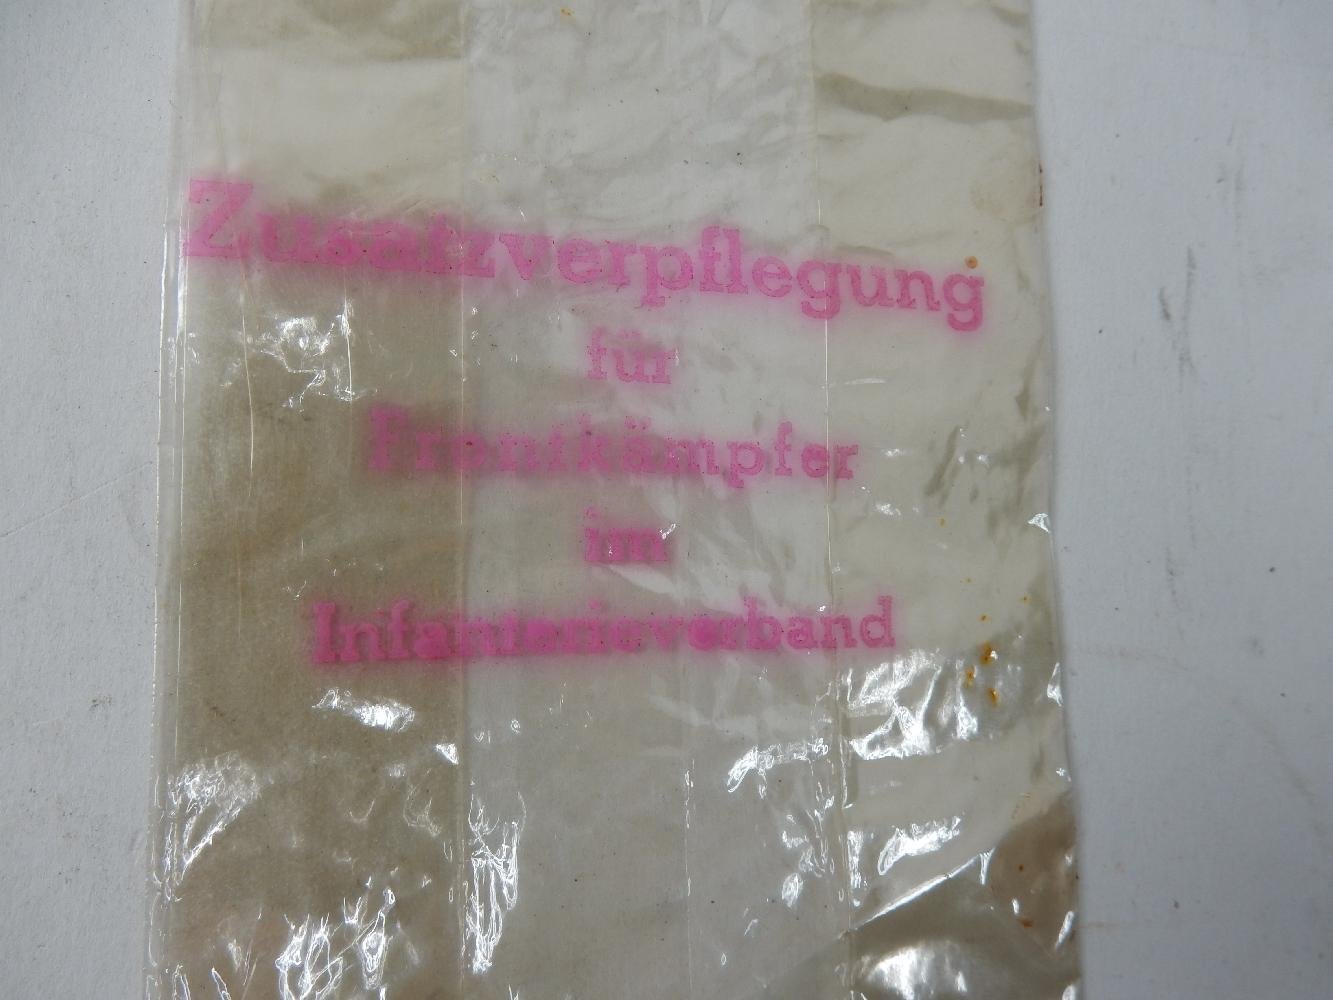 Zusatzverpflegung
für
Frontkämpfer
im
Infanterieverband